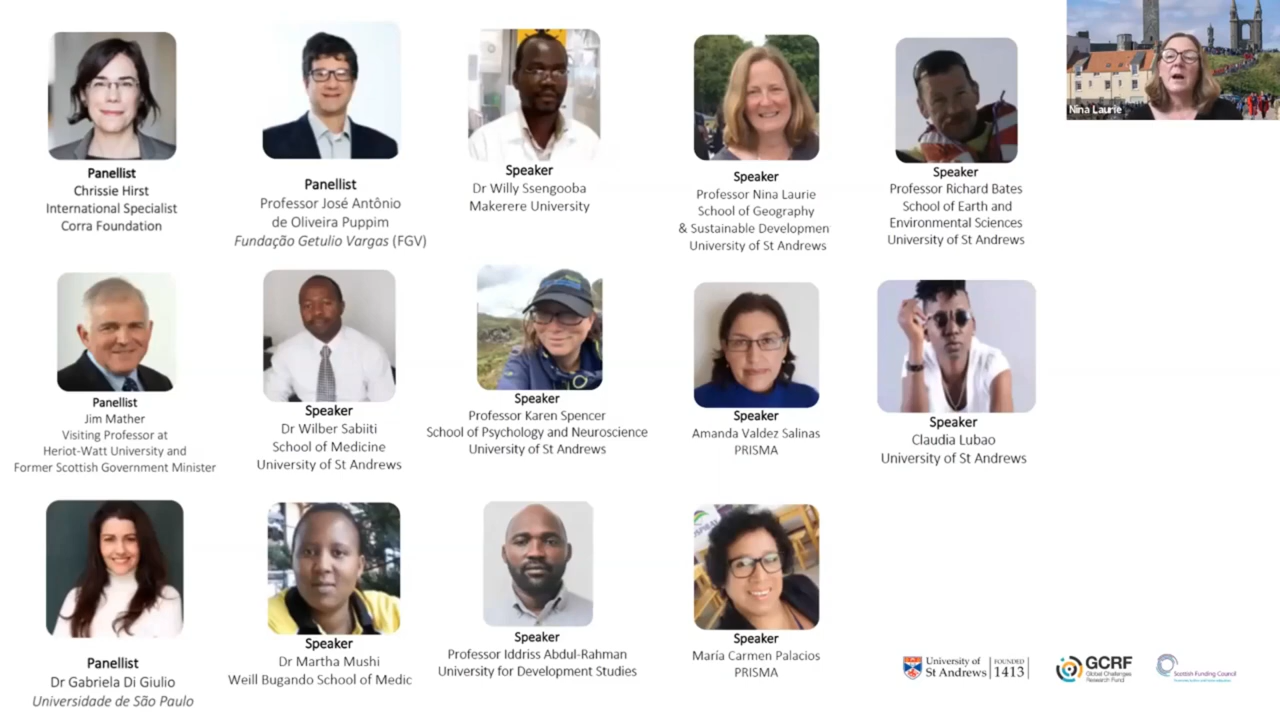 Nina Laurie
Panellist
Chrissie Hirst
International Specialist
Corra Foundation
Panellist
Professor José Antônio
de Oliveira Puppim
Fundação Getulio Vargas (FGV)
Speaker
Dr Willy Ssengooba
Makerere University
Speaker
Professor Nina Laurie
School of Geography
& Sustainable Developmen
University of St Andrews
Speaker
Professor Richard Bates
School of Earth and
Environmental Sciences
University of St Andrews
Panellist
Jim Mather
Visiting Professor at
Heriot-Watt University and
Former Scottish Government Minister
Speaker
Dr Wilber Sabiiti
School of Medicine
University of St Andrews
Speaker
Professor Karen Spencer
School of Psychology and Neuroscience
University of St Andrews
Speaker
Amanda Valdez Salinas
PRISMA
Speaker
Claudia Lubao
University of St Andrews
Panellist
Dr Gabriela Di Giulio
Universidade de São Paulo
Speaker
Dr Martha Mushi
Weill Bugando School of Medic
Speaker
Professor Iddriss Abdul-Rahman
University for Development Studies
Speaker
María Carmen Palacios
PRISMA
University of
St Andrews
FOUNDED
1413
GCRF
Global Challenges
Research Fund
Scottish Funding Council